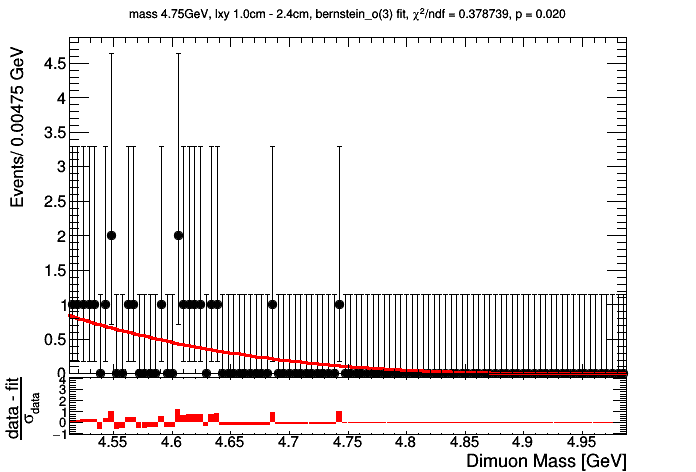 mass 4.75GeV, lxy 1.0cm - 2.4cm, bernstein_o(3) fit, χ²/ndf = 0.378739, p = 0.020
Events/ 0.00475 GeV
4.5
4
3.5
3
2.5
2
1.5
1
0.5
0
data - fit
σdata
4
3
2
1
0
−1
4.55 4.6 4.65 4.7 4.75 4.8 4.85 4.9 4.95
Dimuon Mass [GeV]